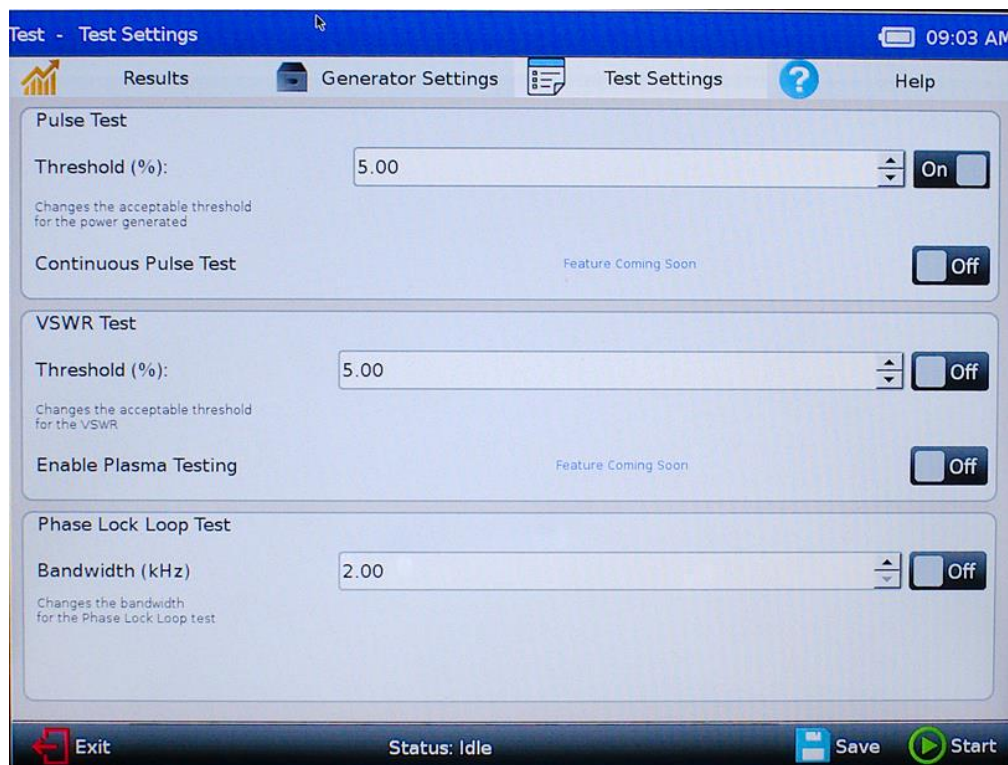 Test - Test Settings
09:03 AM
Results
Generator Settings
Test Settings
Help
Pulse Test
Threshold (%):
5.00
On
Changes the acceptable threshold
for the power generated
Continuous Pulse Test
Feature Coming Soon
Off
VSWR Test
Threshold (%):
5.00
Off
Changes the acceptable threshold
for the VSWR
Enable Plasma Testing
Feature Coming Soon
Off
Phase Lock Loop Test
Bandwidth (kHz)
2.00
Off
Changes the bandwidth
for the Phase Lock Loop test
Exit
Status: Idle
Save
Start